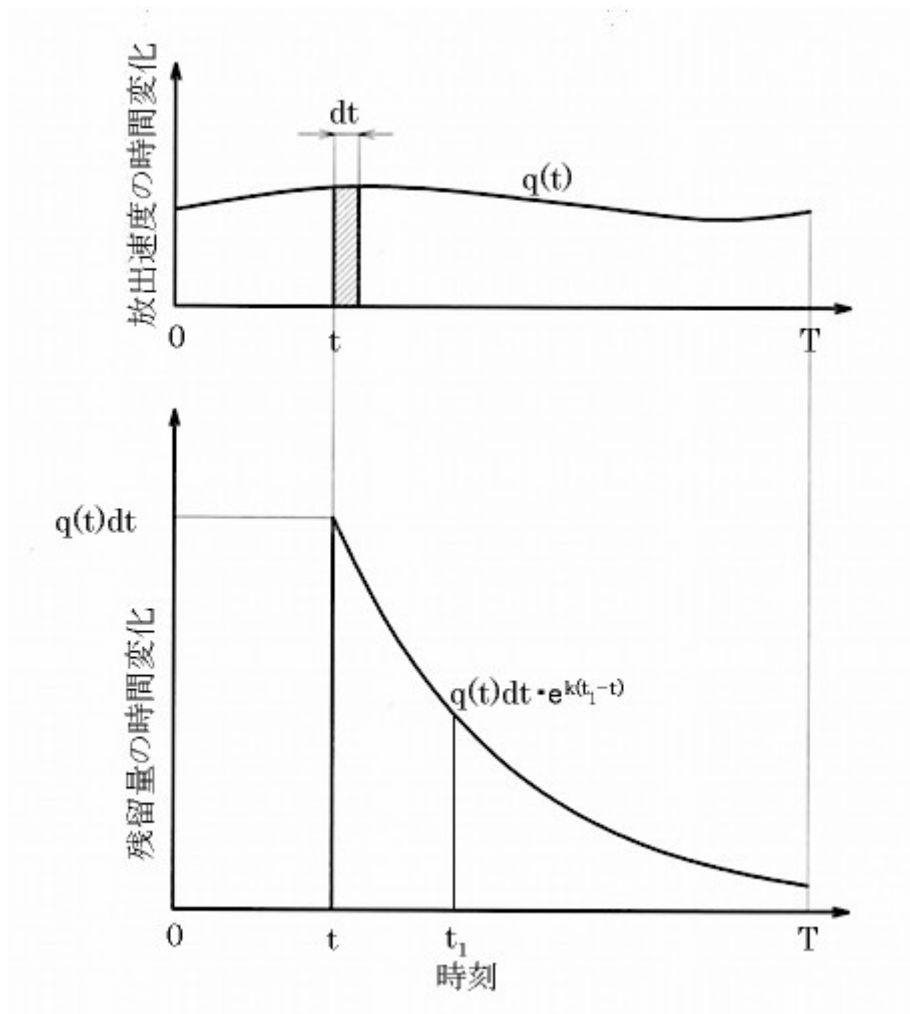 放出速度の時間変化
dt
q(t)
0
t
T
q(t)dt
残留量の時間変化
q(t)dt・e^{k(t₁−t)}
0
t
t₁
T
時刻